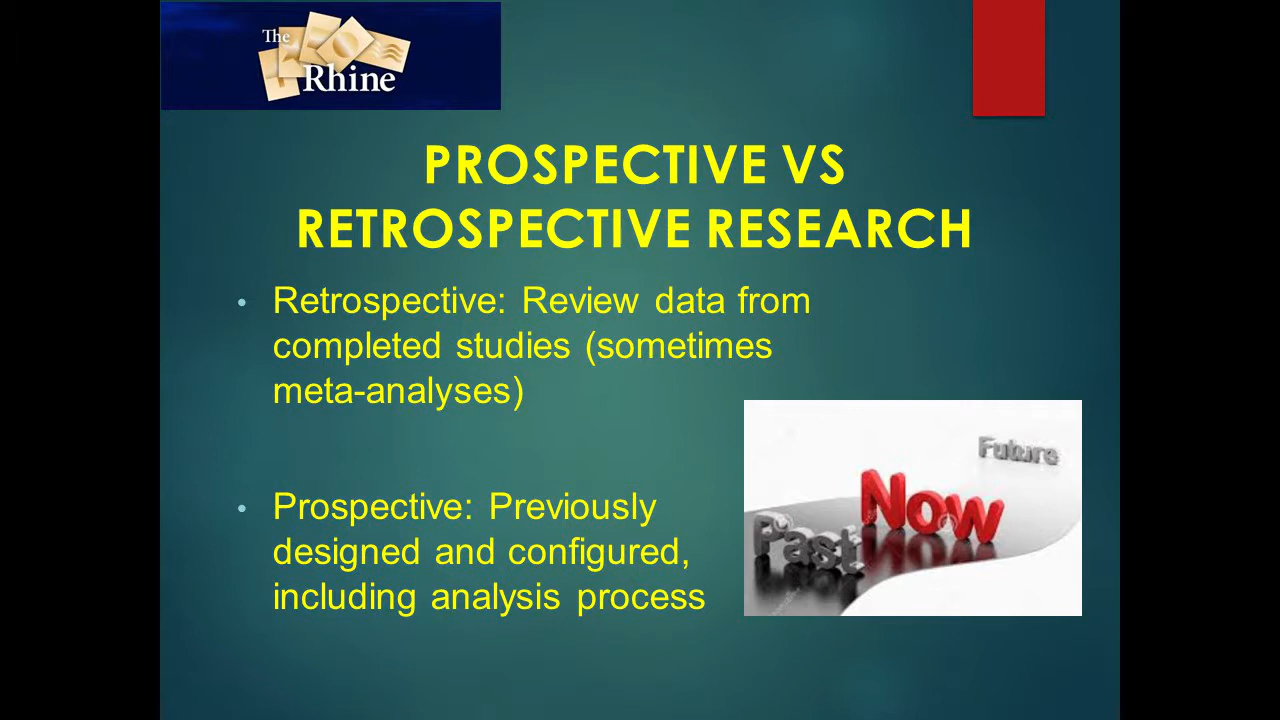 The
Rhine
PROSPECTIVE VS
RETROSPECTIVE RESEARCH
• Retrospective: Review data from
completed studies (sometimes
meta-analyses)
• Prospective: Previously
designed and configured,
including analysis process
Future
Now
Past